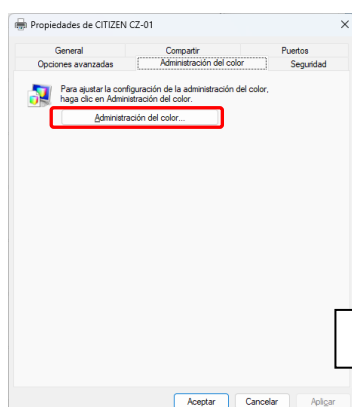 Propiedades de CITIZEN CZ-01
General Compartir Puertos
Opciones avanzadas Administración del color Seguridad
Para ajustar la configuración de la administración del color,
haga clic en Administración del color.
Administración del color...
Aceptar Cancelar Aplicar